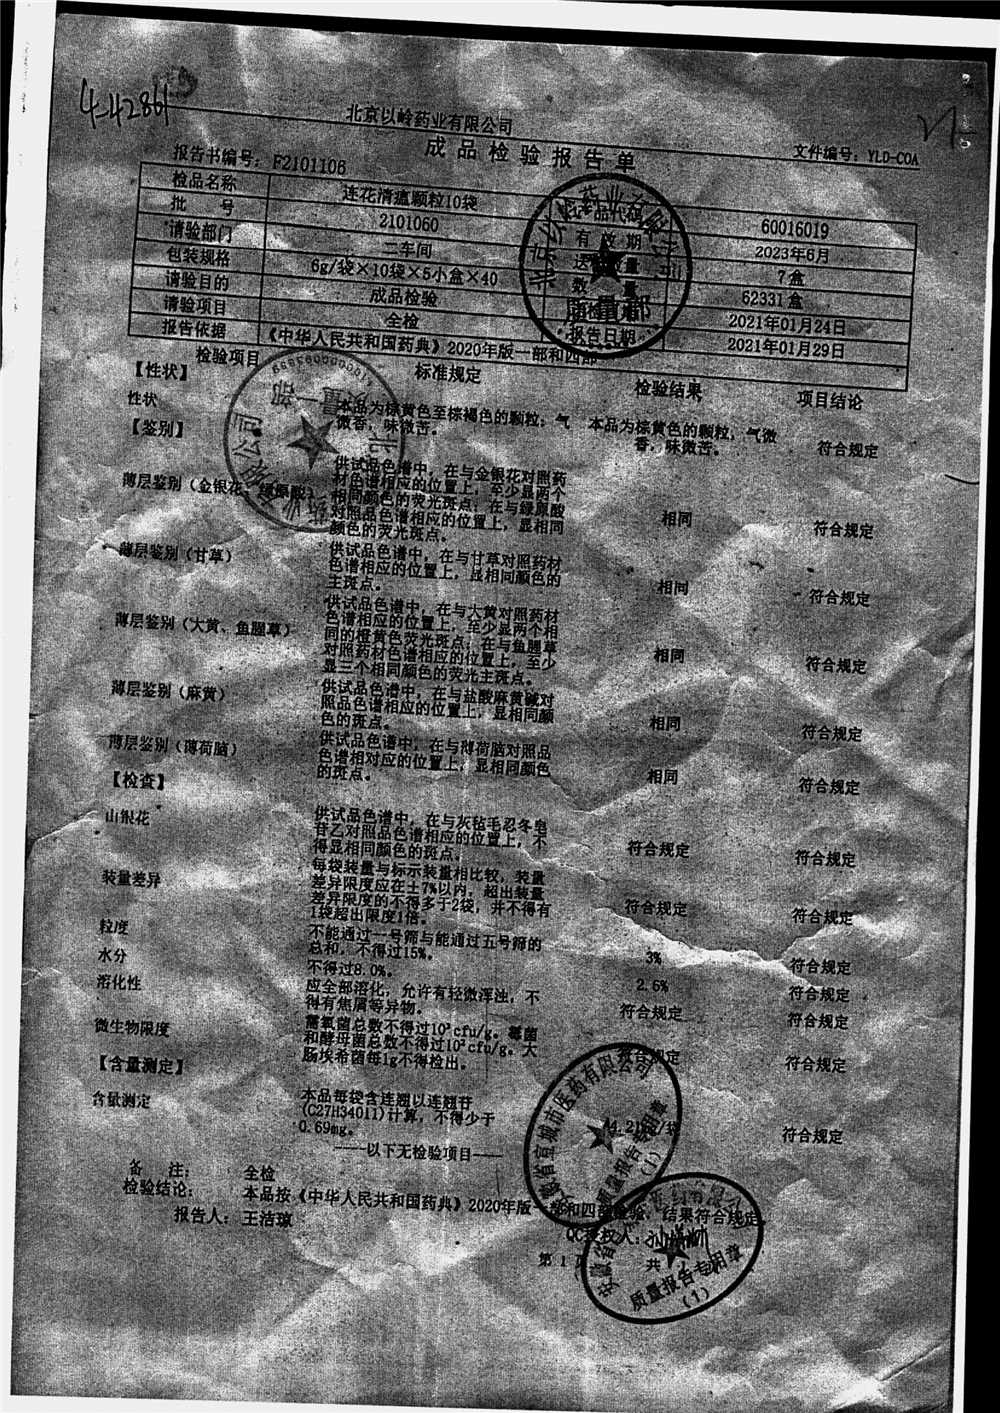 4-42861
北京以岭药业有限公司
成品检验报告单
报告书编号：F2101106
文件编号：YLD-COA
检品名称 连花清瘟颗粒10袋 产品代码 60016019
批 号 2101060 有 效 期 2023年6月
请验部门 二车间 送 量 7盒
包装规格 6g/袋×10袋×5小盒×40 数 量 62331盒
请验目的 成品检验 2021年01月24日
请验项目 全检 报告日期 2021年01月29日
报告依据 《中华人民共和国药典》2020年版一部和四部
检验项目 标准规定 检验结果 项目结论
【性状】
性状 本品为棕黄色至棕褐色的颗粒；气 本品为棕黄色的颗粒，气微 符合规定
微香，味微苦。 香，味微苦。
【鉴别】
薄层鉴别（金银花、绿原酸） 供试品色谱中，在与金银花对照药 相同 符合规定
材色谱相应的位置上，至少显两个
相同颜色的荧光斑点；在与绿原酸
对照品色谱相应的位置上，显相同
颜色的荧光斑点。
薄层鉴别（甘草） 供试品色谱中，在与甘草对照药材 相同 符合规定
色谱相应的位置上，显相同颜色的
主斑点。
薄层鉴别（大黄、鱼腥草） 供试品色谱中，在与大黄对照药材 相同 符合规定
色谱相应的位置上，至少显两个相
同的橙黄色荧光斑点；在与鱼腥草
对照药材色谱相应的位置上，至少
显三个相同颜色的荧光主斑点。
薄层鉴别（麻黄） 供试品色谱中，在与盐酸麻黄碱对 相同 符合规定
照品色谱相应的位置上，显相同颜
色的斑点。
薄层鉴别（薄荷脑） 供试品色谱中，在与薄荷脑对照品 相同 符合规定
色谱相对应的位置上，显相同颜色
的斑点。
【检查】
山银花 供试品色谱中，在与灰毡毛忍冬皂 符合规定 符合规定
苷乙对照品色谱相应的位置上，不
得显相同颜色的斑点。
装量差异 每袋装量与标示装量相比较，装量 符合规定 符合规定
差异限度应在±7%以内，超出装量
差异限度的不得多于2袋，并不得有
1袋超出限度1倍。
粒度 不能通过一号筛与能通过五号筛的 3% 符合规定
总和，不得过15%。
水分 不得过8.0%。 2.6% 符合规定
溶化性 应全部溶化，允许有轻微浑浊，不 符合规定 符合规定
得有焦屑等异物。
微生物限度 需氧菌总数不得过10³cfu/g。霉菌 符合规定 符合规定
和酵母菌总数不得过10²cfu/g。大
肠埃希菌每1g不得检出。
【含量测定】
含量测定 本品每袋含连翘以连翘苷 /袋 符合规定
(C27H34O11)计算，不得少于
0.69mg。
----以下无检验项目----
备 注： 全检
检验结论： 本品按《中华人民共和国药典》2020年版一部和四部检验，结果符合规定。
报告人：王洁琼 QC授权人：
第 1 页 共
质量部
安徽省宣城市医药有限公司
质量报告专用章
(1)
质量报告专用章
(1)